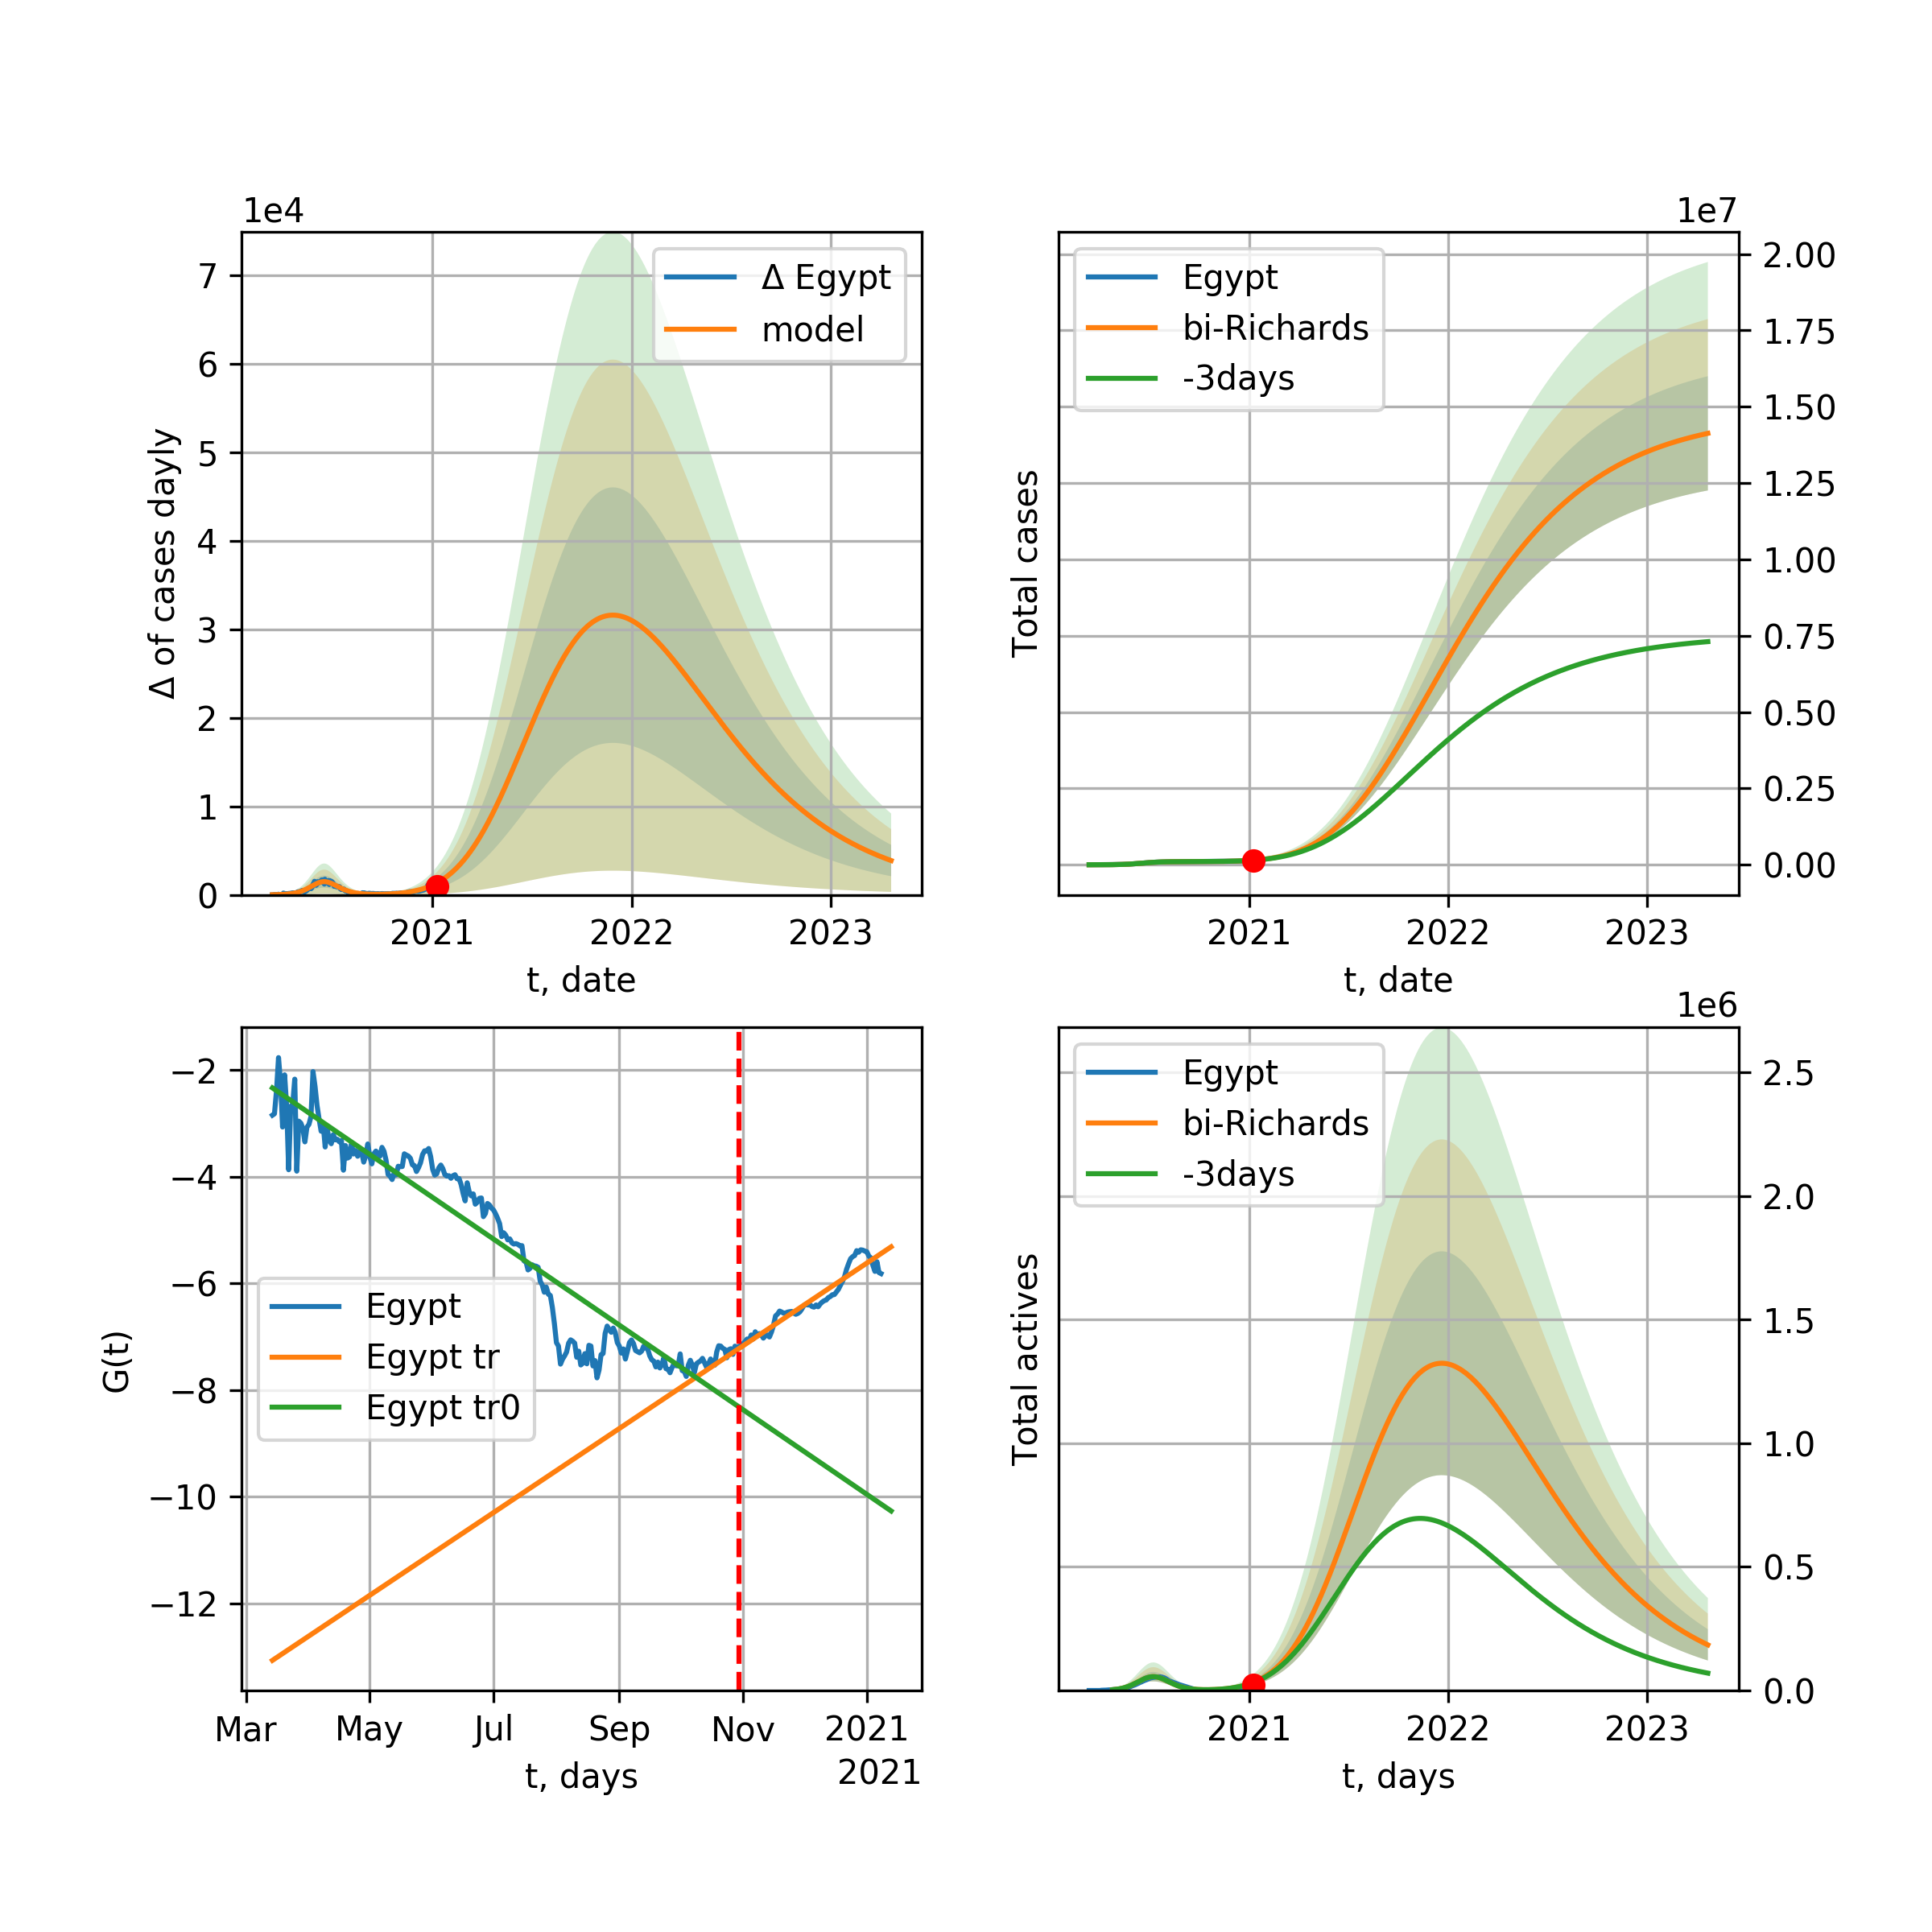 1e4
7
6
5
4
3
2
1
0
Δ of cases dayly
Δ Egypt
model
2021 2022 2023
t, date
1e7
2.00
1.75
1.50
1.25
1.00
0.75
0.50
0.25
0.00
Total cases
Egypt
bi-Richards
-3days
2021 2022 2023
t, date
−2
−4
−6
−8
−10
−12
G(t)
Egypt
Egypt tr
Egypt tr0
Mar May Jul Sep Nov 2021
2021
t, days
1e6
2.5
2.0
1.5
1.0
0.5
0.0
Total actives
Egypt
bi-Richards
-3days
2021 2022 2023
t, days